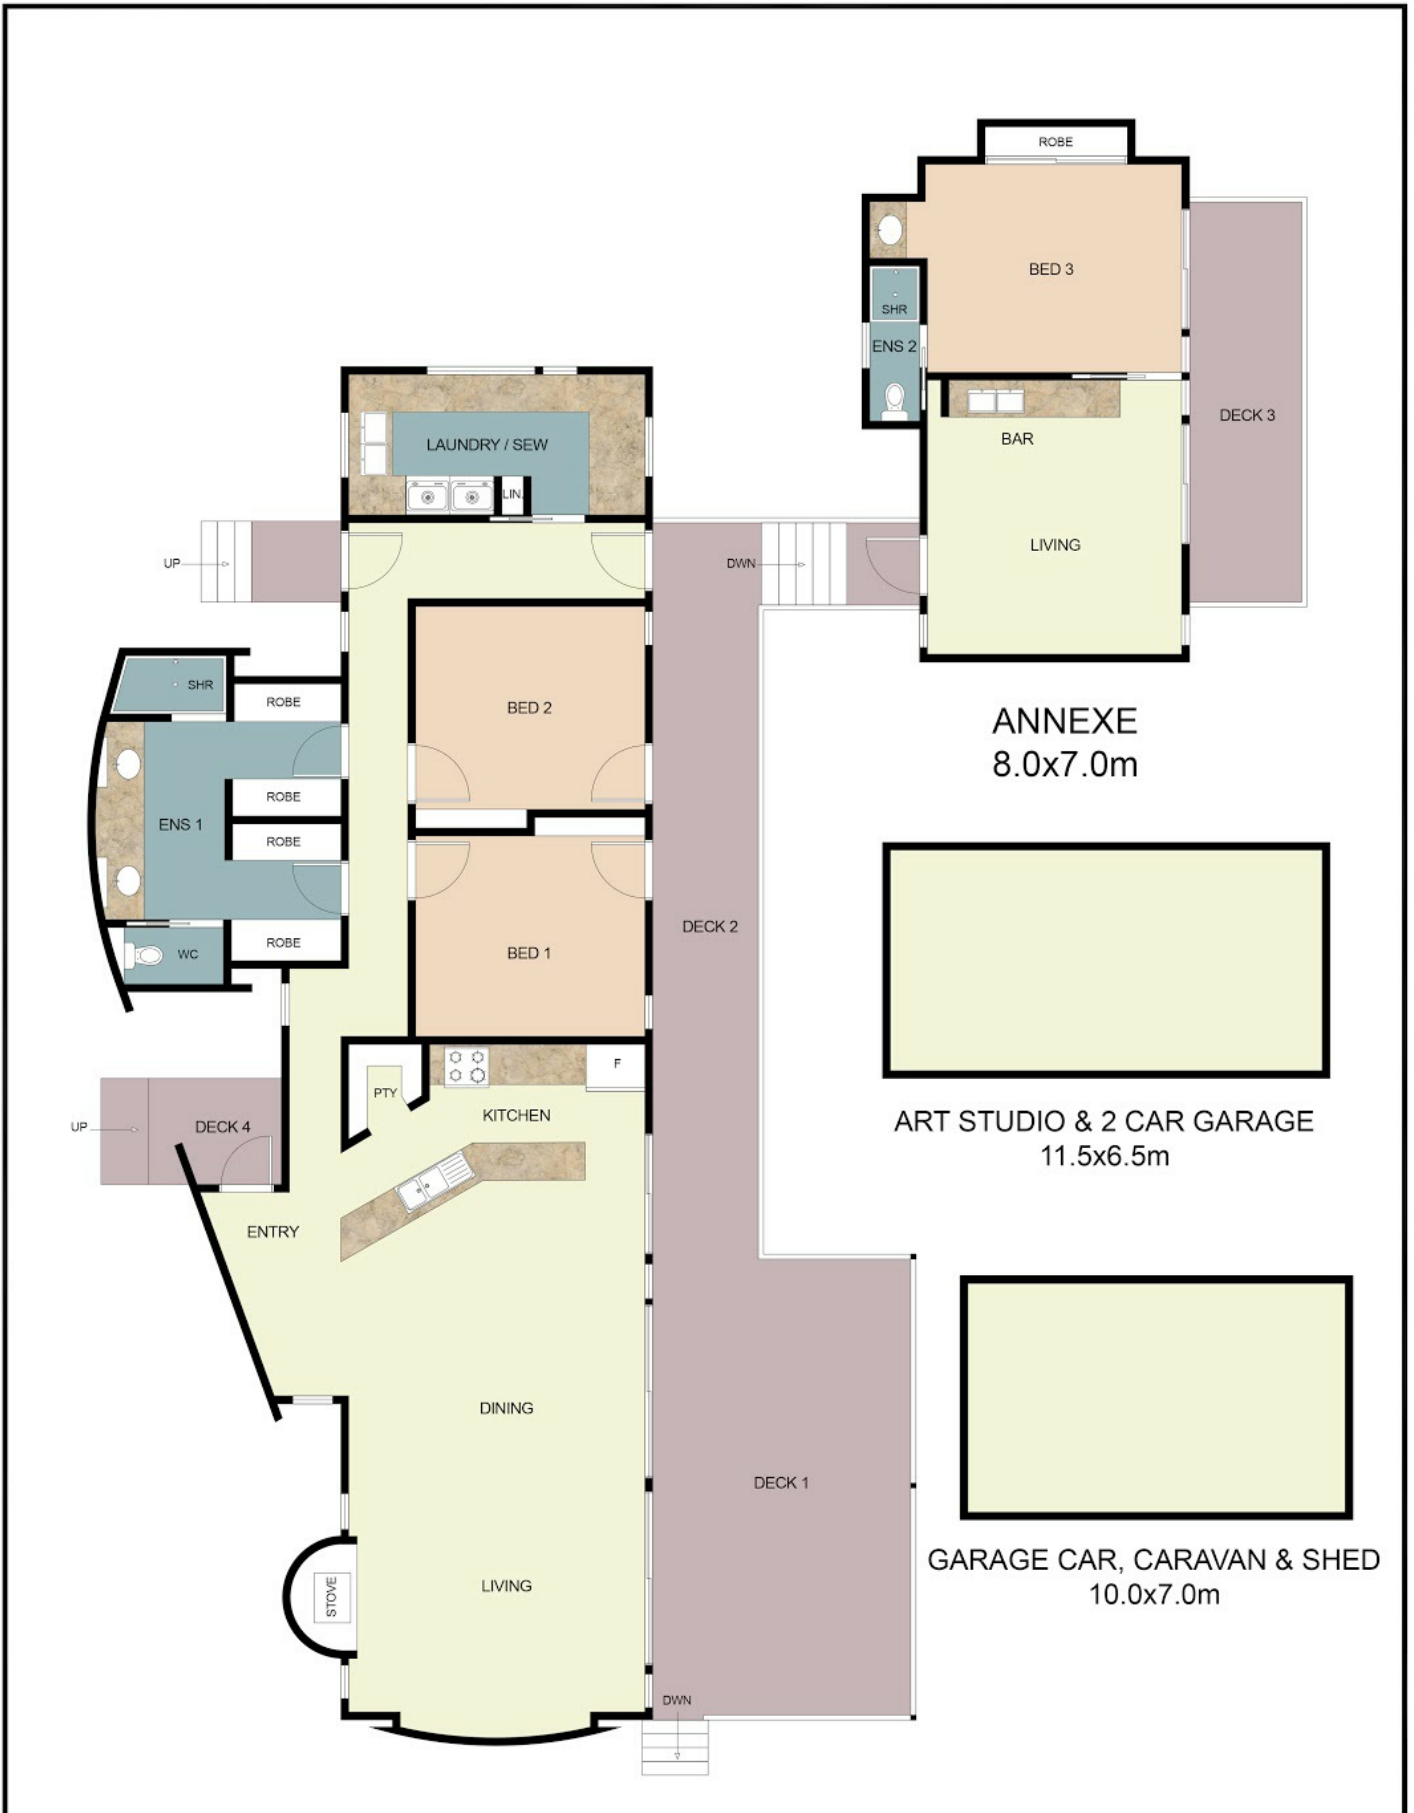 ROBE
BED 3
SHR
ENS 2
DECK 3
BAR
LIVING
LAUNDRY / SEW
LIN.
UP
DWN
SHR
ROBE
BED 2
ANNEXE
8.0x7.0m
ROBE
ENS 1
ROBE
DECK 2
ROBE
WC
BED 1
F
PTY
KITCHEN
UP
DECK 4
ART STUDIO & 2 CAR GARAGE
11.5x6.5m
ENTRY
DINING
DECK 1
LIVING
STOVE
GARAGE CAR, CARAVAN & SHED
10.0x7.0m
DWN